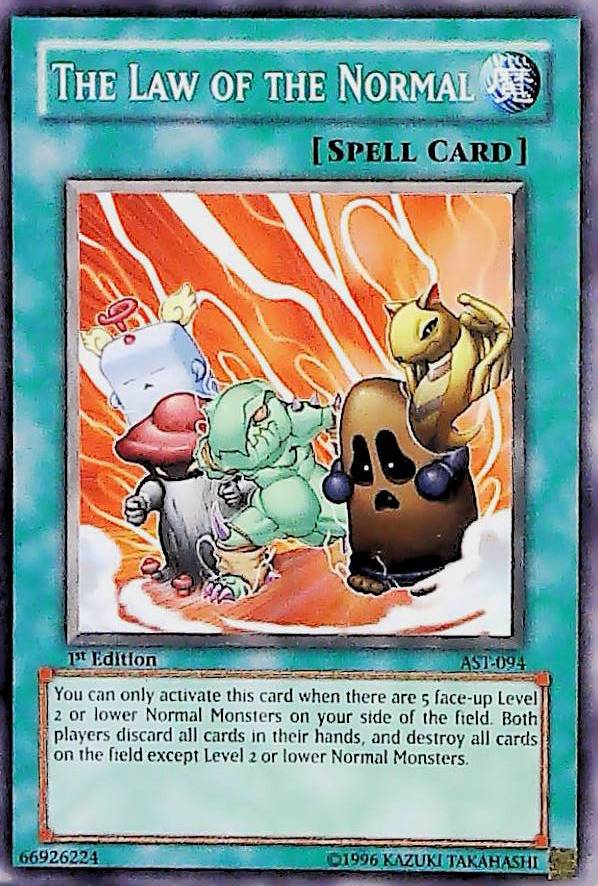 THE LAW OF THE NORMAL
魔
[SPELL CARD]
1st Edition
AST-094
You can only activate this card when there are 5 face-up Level
2 or lower Normal Monsters on your side of the field. Both
players discard all cards in their hands, and destroy all cards
on the field except Level 2 or lower Normal Monsters.
66926224
©1996 KAZUKI TAKAHASHI